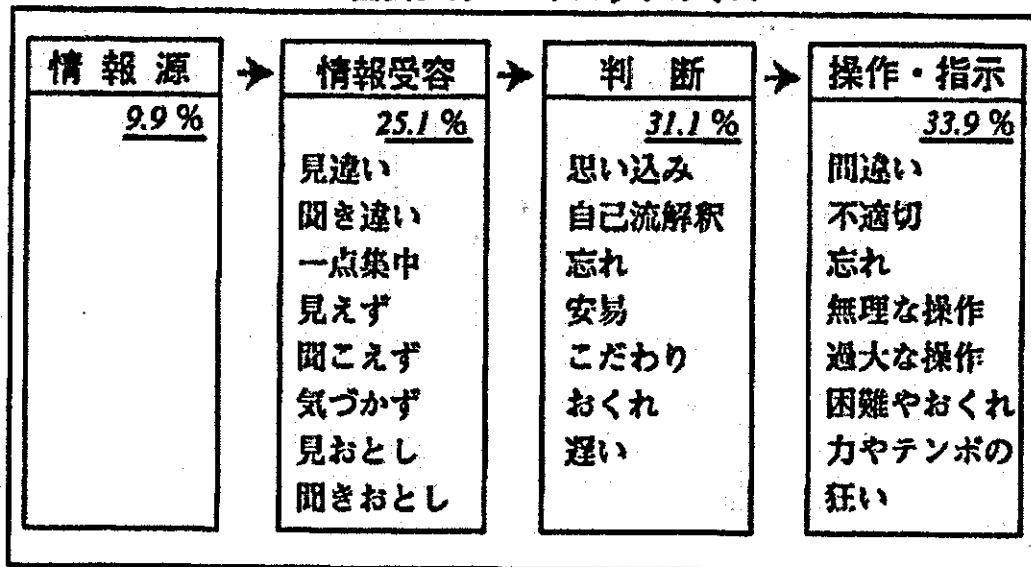 情報源
9.9 %
情報受容
25.1 %
見違い
聞き違い
一点集中
見えず
聞こえず
気づかず
見おとし
聞きおとし
判断
31.1 %
思い込み
自己流解釈
忘れ
安易
こだわり
おくれ
遅い
操作・指示
33.9 %
間違い
不適切
忘れ
無理な操作
過大な操作
困難やおくれ
力やテンポの
狂い